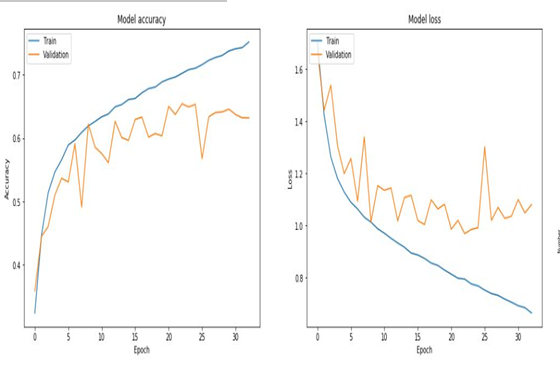 Model accuracy
Train
Validation
0.7
0.6
0.5
0.4
Accuracy
0 5 10 15 20 25 30
Epoch
Model loss
Train
Validation
1.6
1.4
1.2
1.0
0.8
Loss
0 5 10 15 20 25 30
Epoch
Number